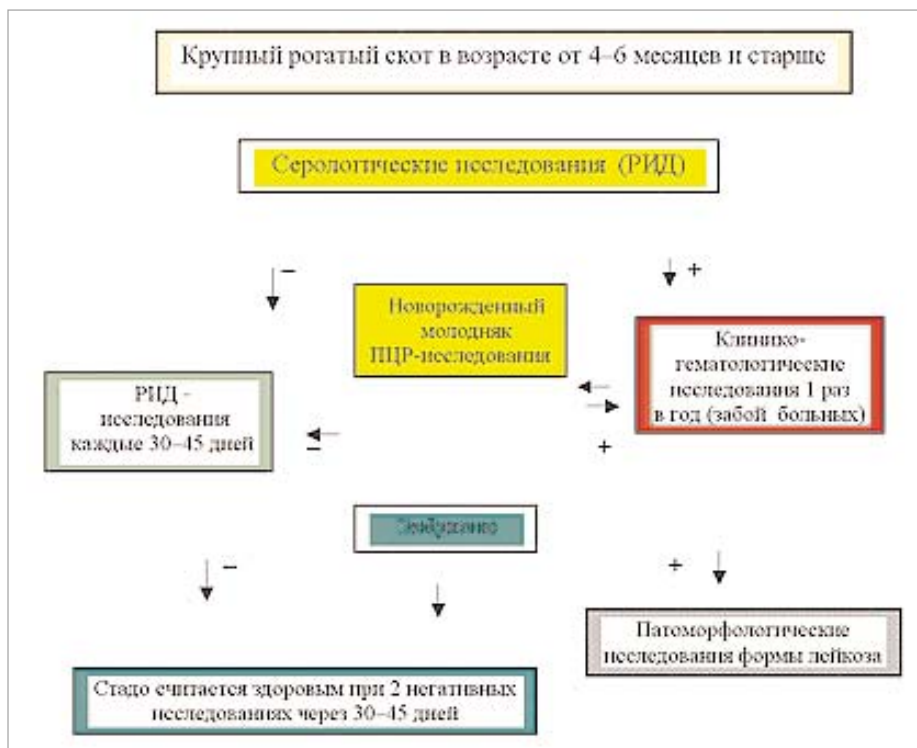 Крупный рогатый скот в возрасте от 4–6 месяцев и старше
Серологические исследования (РИД)
–
+
Новорожденный
молодняк
ПЦР-исследования
Клинико-
гематологические
исследования 1 раз
в год (забой больных)
РИД -
исследования
каждые 30–45 дней
–
+
–
+
Патоморфологические
исследования формы лейкоза
Стадо считается здоровым при 2 негативных
исследованиях через 30–45 дней